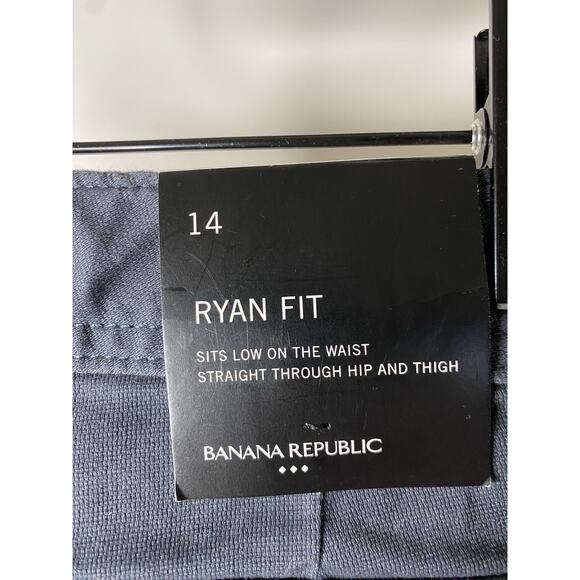 14
RYAN FIT
SITS LOW ON THE WAIST
STRAIGHT THROUGH HIP AND THIGH
BANANA REPUBLIC